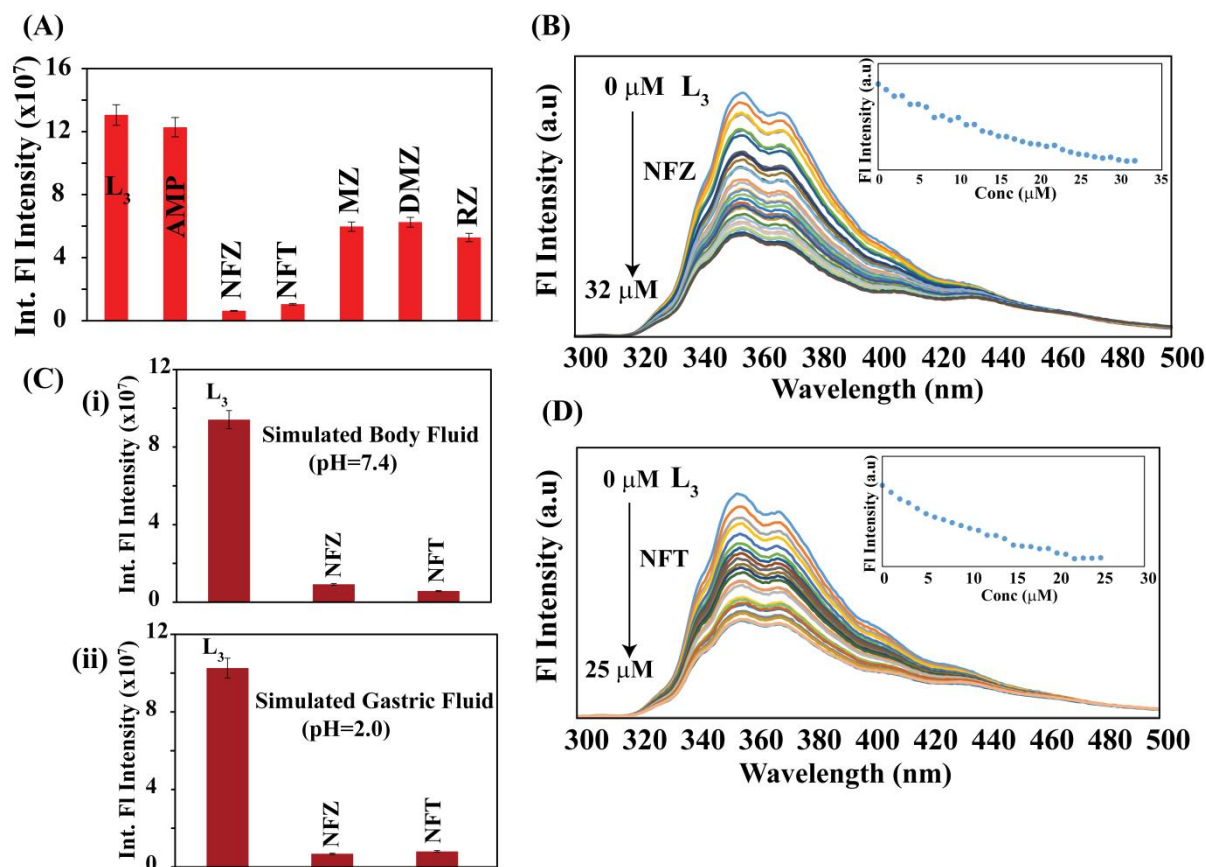 (A)
Int. Fl Intensity (x10⁷)
16
12
8
4
0
L₃
AMP
NFZ
NFT
MZ
DMZ
RZ
(B)
Fl Intensity (a.u)
0 μM L₃
NFZ
32 μM
Fl Intensity (a.u)
0 5 10 15 20 25 30 35
Conc (μM)
300 320 340 360 380 400 420 440 460 480 500
Wavelength (nm)
(C)
(i)
Int. Fl Intensity (x10⁷)
12
9
4
0
L₃
Simulated Body Fluid
(pH=7.4)
NFZ
NFT
(ii)
Int. Fl Intensity (x10⁷)
12
8
4
0
L₃
Simulated Gastric Fluid
(pH=2.0)
NFZ
NFT
(D)
Fl Intensity (a.u)
0 μM L₃
NFT
25 μM
Fl Intensity (a.u)
0 5 10 15 20 25 30
Conc (μM)
300 320 340 360 380 400 420 440 460 480 500
Wavelength (nm)